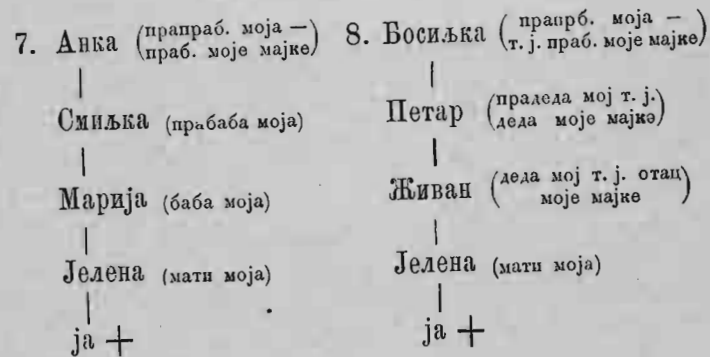 7. Анка (прапраб. моја —
праб. моје мајке)
Смиљка (прабаба моја)
Марија (баба моја)
Јелена (мати моја)
ја +
8. Босиљка (прапрб. моја —
т. ј. праб. моје мајке)
Петар (прадеда мој т. ј.
деда моје мајке)
Живан (деда мој т. ј. отац
моје мајке)
Јелена (мати моја)
ја +